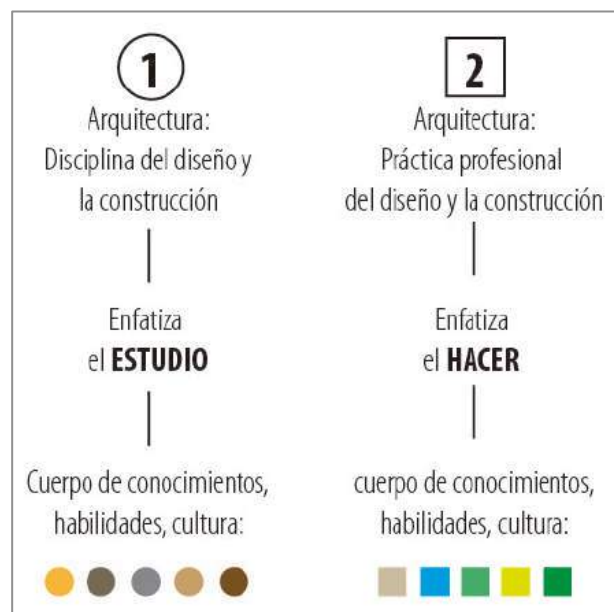 1
Arquitectura:
Disciplina del diseño y
la construcción
Enfatiza
el ESTUDIO
Cuerpo de conocimientos,
habilidades, cultura:
2
Arquitectura:
Práctica profesional
del diseño y la construcción
Enfatiza
el HACER
cuerpo de conocimientos,
habilidades, cultura: